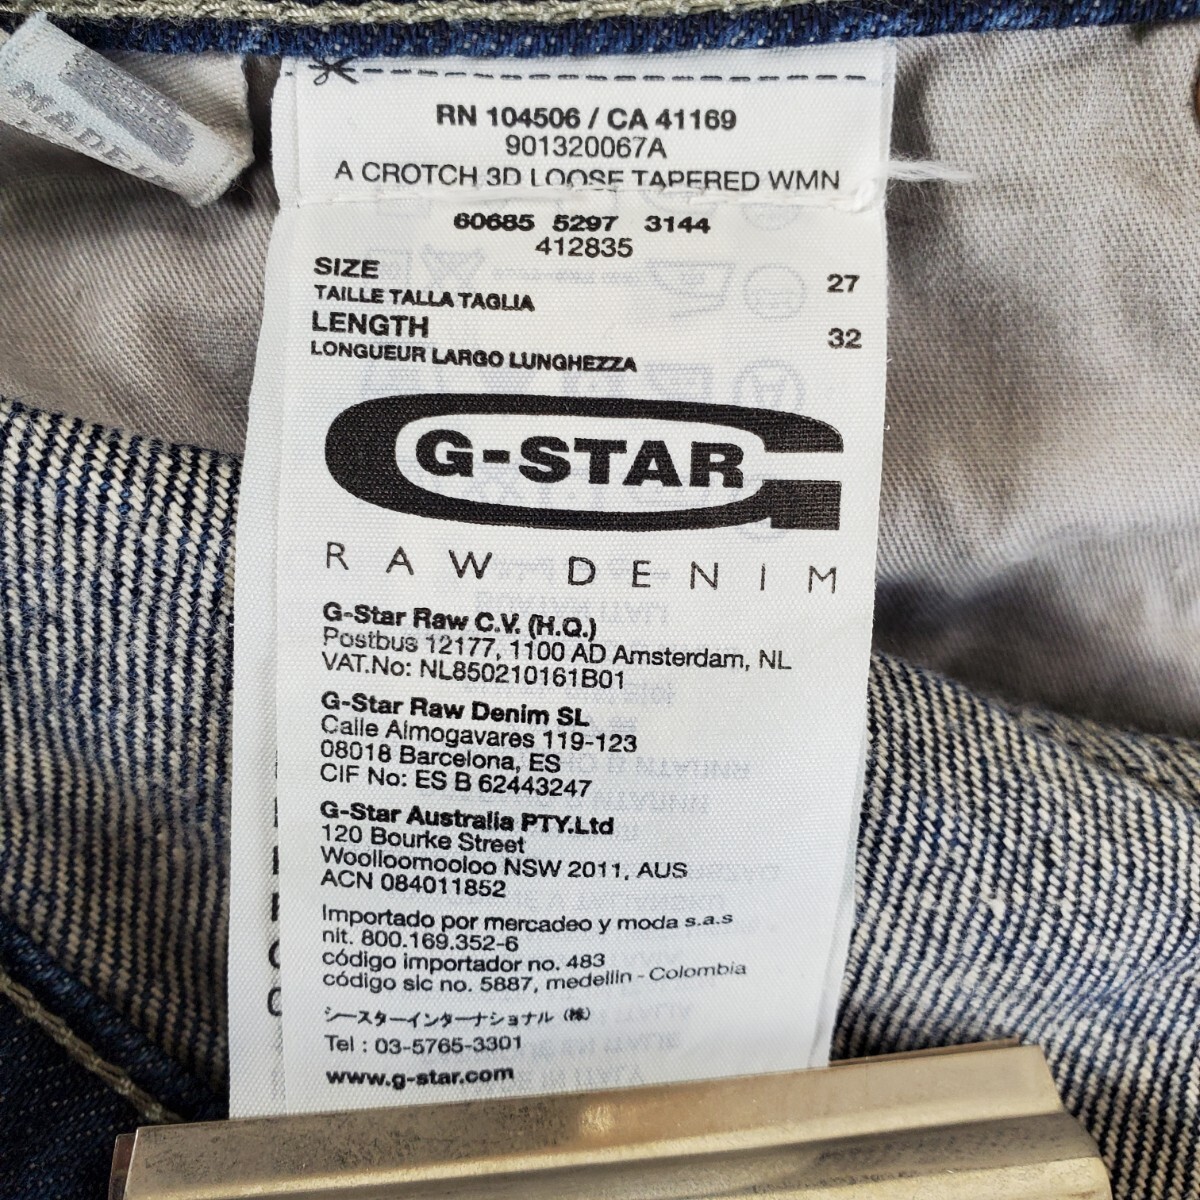 MADE
RN 104506 / CA 41169
901320067A
A CROTCH 3D LOOSE TAPERED WMN
60685 5297 3144
412835
SIZE 27
TAILLE TALLA TAGLIA
LENGTH 32
LONGUEUR LARGO LUNGHEZZA
G-STAR
RAW DENIM
G-Star Raw C.V. (H.Q.)
Postbus 12177, 1100 AD Amsterdam, NL
VAT.No: NL850210161B01
G-Star Raw Denim SL
Calle Almogavares 119-123
08018 Barcelona, ES
CIF No: ES B 62443247
G-Star Australia PTY.Ltd
120 Bourke Street
Woolloomooloo NSW 2011, AUS
ACN 084011852
Importado por mercadeo y moda s.a.s
nit. 800.169.352-6
código importador no. 483
código sic no. 5887, medellin - Colombia
ジースターインターナショナル（株）
Tel : 03-5765-3301
www.g-star.com